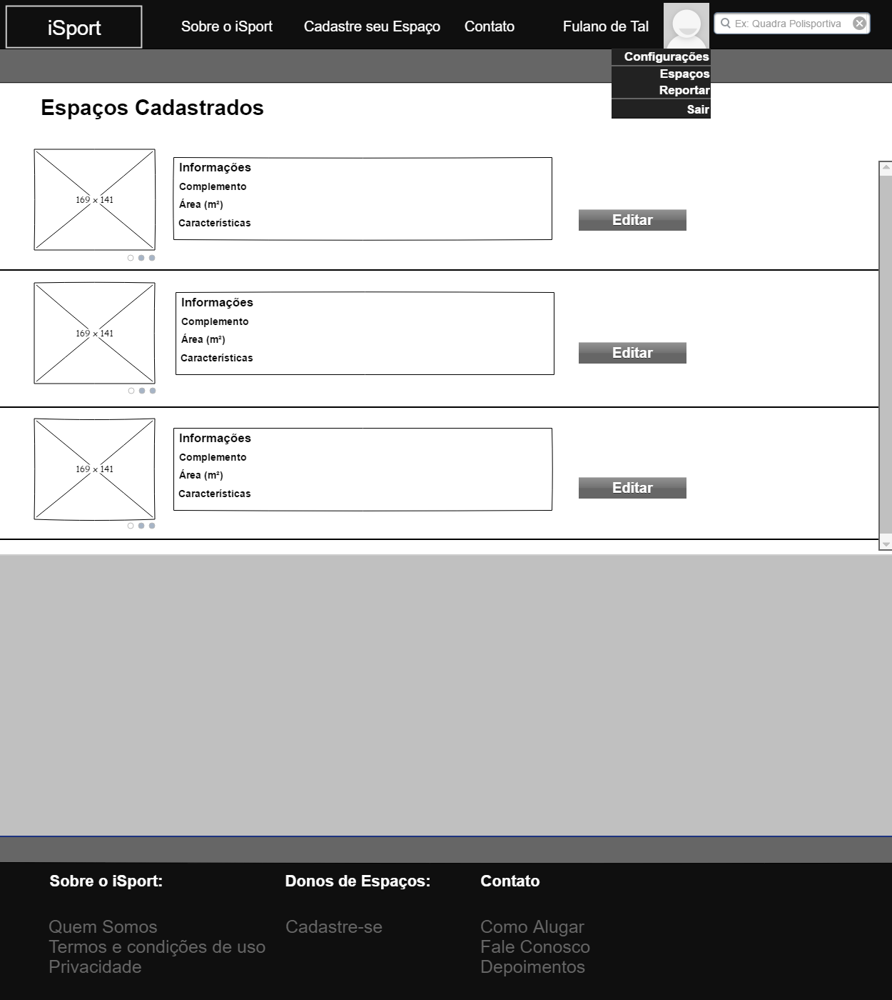 iSport
Sobre o iSport
Cadastre seu Espaço
Contato
Fulano de Tal
Ex: Quadra Polisportiva
Configurações
Espaços
Reportar
Sair
Espaços Cadastrados
169 x 141
Informações
Complemento
Área (m²)
Características
Editar
169 x 141
Informações
Complemento
Área (m²)
Características
Editar
169 x 141
Informações
Complemento
Área (m²)
Características
Editar
Sobre o iSport:
Quem Somos
Termos e condições de uso
Privacidade
Donos de Espaços:
Cadastre-se
Contato
Como Alugar
Fale Conosco
Depoimentos